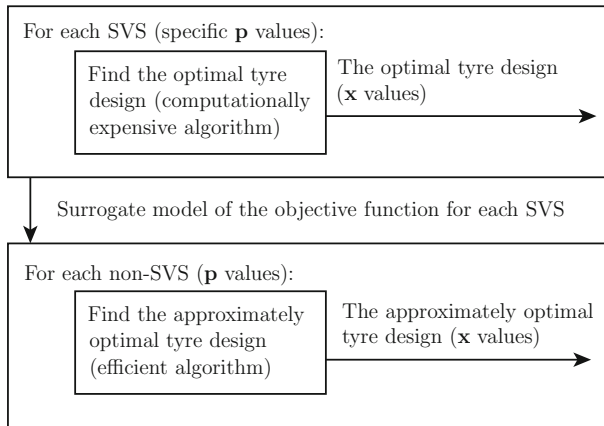 For each SVS (specific p values):
Find the optimal tyre
design (computationally
expensive algorithm)
The optimal tyre design
(x values)
Surrogate model of the objective function for each SVS
For each non-SVS (p values):
Find the approximately
optimal tyre design
(efficient algorithm)
The approximately optimal
tyre design (x values)